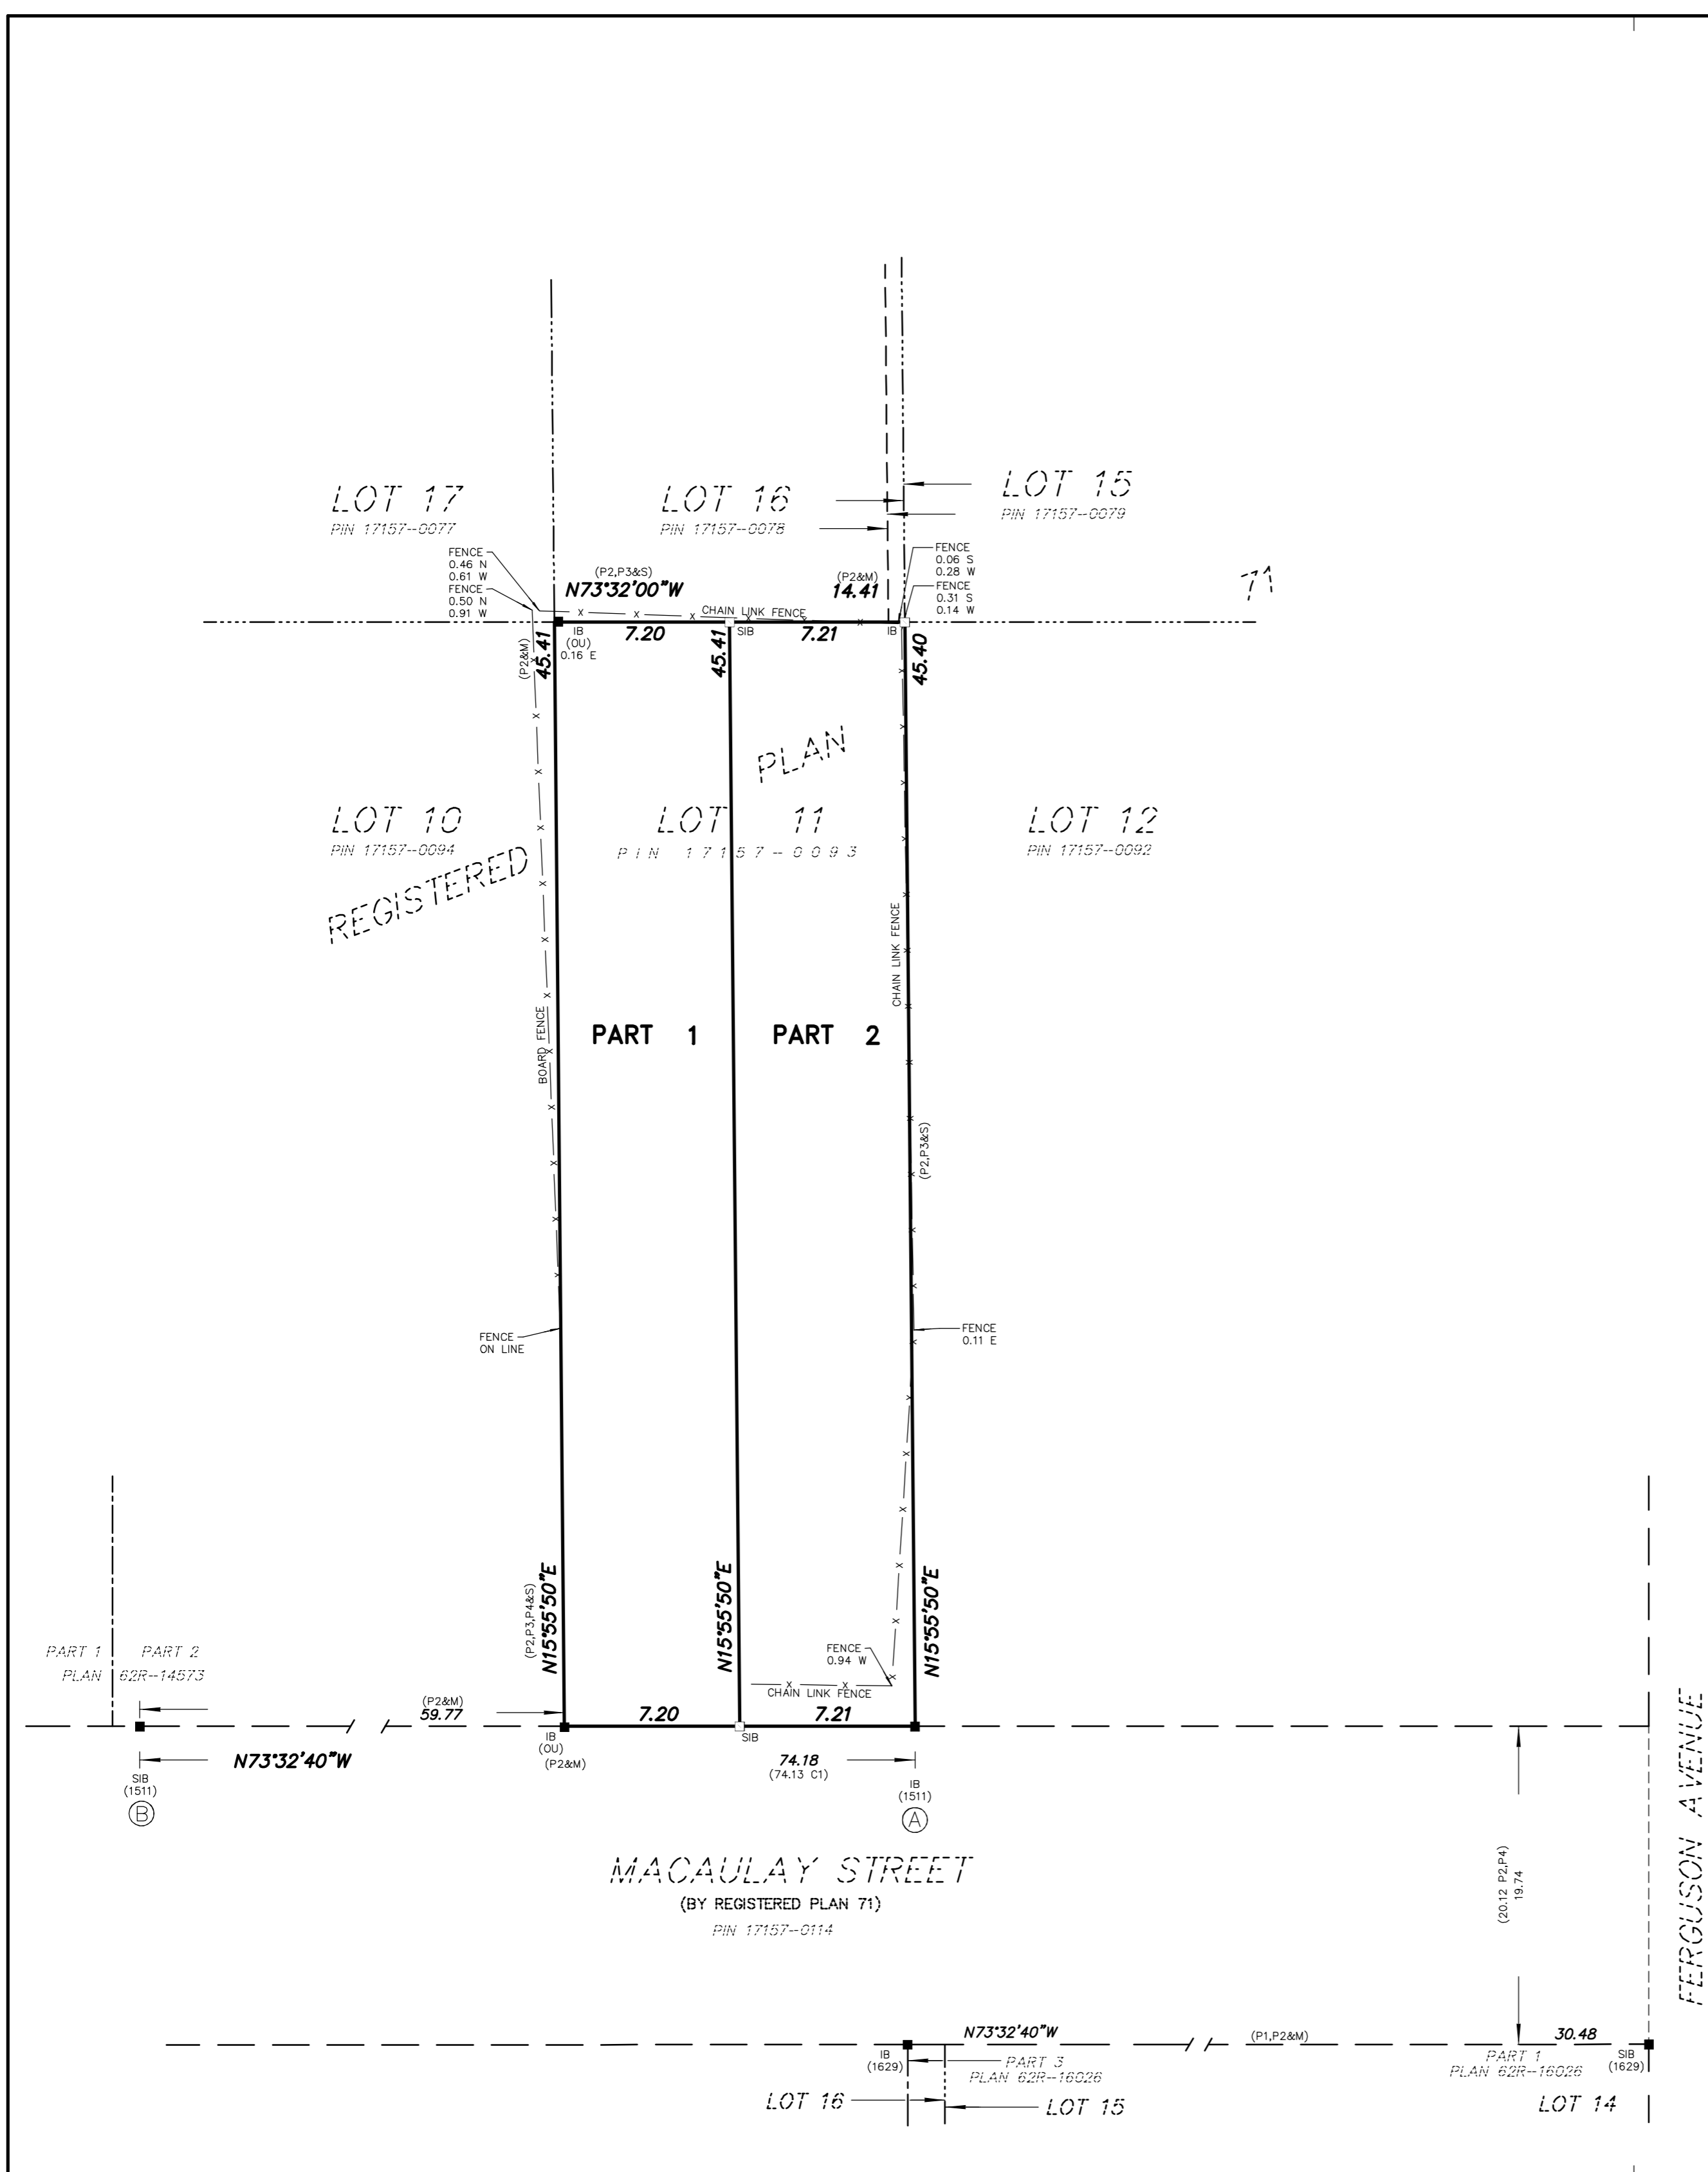 LOT 17
PIN 17157-0077
LOT 16
PIN 17157-0078
LOT 15
PIN 17157-0079
71
FENCE
0.46 N
0.61 W
FENCE
0.50 N
0.91 W
(P2,P3&S)
N73°32'00"W
(P2&M)
14.41
FENCE
0.06 S
0.28 W
FENCE
0.31 S
0.14 W
CHAIN LINK FENCE
IB
(OU)
0.16 E
7.20
SIB
7.21
IB
(P2&M)
45.41
45.41
45.40
PLAN
LOT 10
PIN 17157-0094
LOT 11
PIN 17157-0093
LOT 12
PIN 17157-0092
REGISTERED
CHAIN LINK FENCE
BOARD FENCE
PART 1
PART 2
(P2,P3&S)
FENCE
ON LINE
FENCE
0.11 E
(P2,P3,P4&S)
N15°55'50"E
N15°55'50"E
N15°55'50"E
PART 1
PART 2
PLAN 62R-14573
FENCE
0.94 W
CHAIN LINK FENCE
(P2&M)
59.77
7.20
7.21
IB
(OU)
(P2&M)
SIB
N73°32'40"W
74.18
(74.13 C1)
SIB
(1511)
B
IB
(1511)
A
MACAULAY STREET
(BY REGISTERED PLAN 71)
PIN 17157-0114
(20.12 P2,P4)
19.74
FERGUSON AVENUE
N73°32'40"W
(P1,P2&M)
30.48
IB
(1629)
PART 3
PLAN 62R-16026
PART 1
PLAN 62R-16026
SIB
(1629)
LOT 16
LOT 15
LOT 14